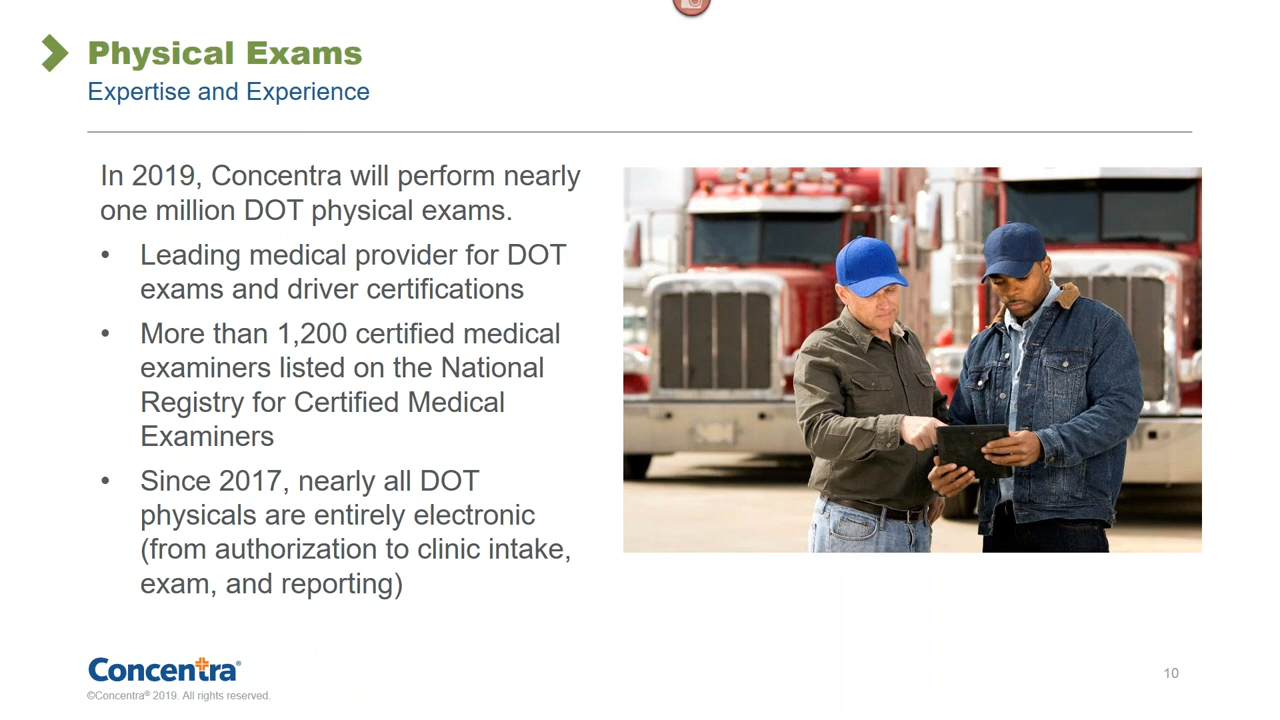 Physical Exams
Expertise and Experience
In 2019, Concentra will perform nearly
one million DOT physical exams.
• Leading medical provider for DOT
exams and driver certifications
• More than 1,200 certified medical
examiners listed on the National
Registry for Certified Medical
Examiners
• Since 2017, nearly all DOT
physicals are entirely electronic
(from authorization to clinic intake,
exam, and reporting)
Concentra®
©Concentra® 2019. All rights reserved.
10